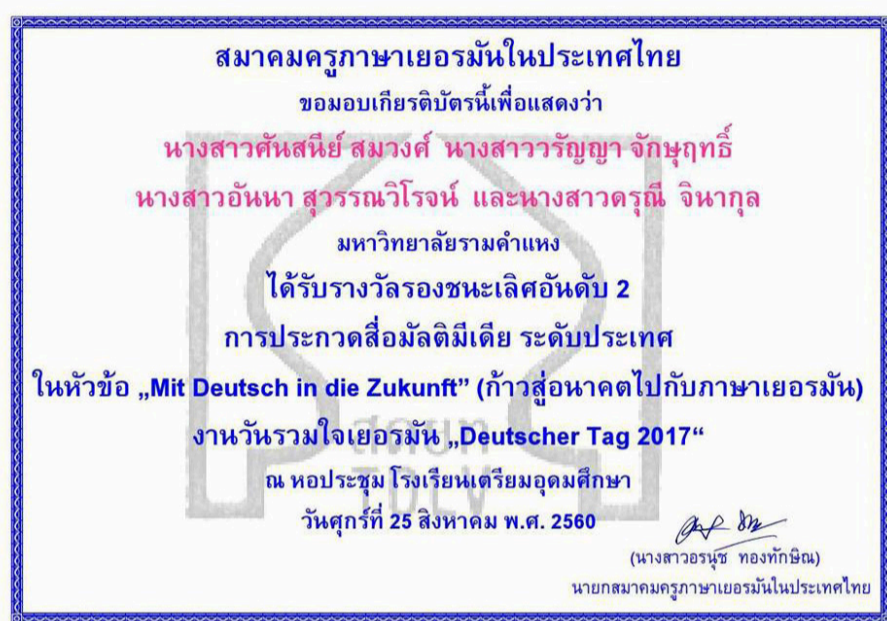 สมาคมครูภาษาเยอรมันในประเทศไทย
ขอมอบเกียรติบัตรนี้เพื่อแสดงว่า
นางสาวศันสนีย์ สมวงศ์ นางสาววรัญญา จักษุฤทธิ์
นางสาวอันนา สุวรรณวิโรจน์ และนางสาวดรุณี จินากุล
มหาวิทยาลัยรามคำแหง
ได้รับรางวัลรองชนะเลิศอันดับ 2
การประกวดสื่อมัลติมีเดีย ระดับประเทศ
ในหัวข้อ „Mit Deutsch in die Zukunft” (ก้าวสู่อนาคตไปกับภาษาเยอรมัน)
งานวันรวมใจเยอรมัน „Deutscher Tag 2017“
สคยท
TDLV
ณ หอประชุม โรงเรียนเตรียมอุดมศึกษา
วันศุกร์ที่ 25 สิงหาคม พ.ศ. 2560
(นางสาวอรนุช ทองทักษิณ)
นายกสมาคมครูภาษาเยอรมันในประเทศไทย